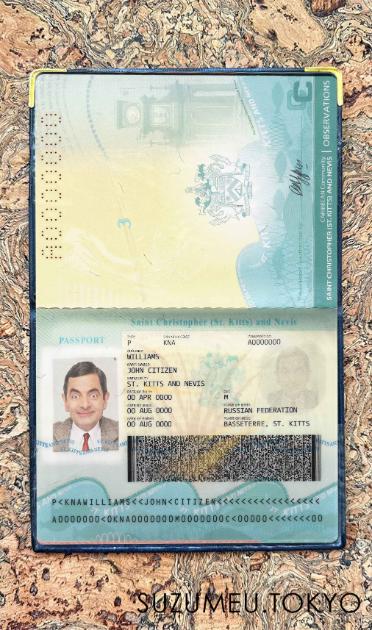 CARIBBEAN Community | OBSERVATIONS
SAINT CHRISTOPHER (ST. KITTS) AND NEVIS
3
Saint Christopher (St. Kitts) and Nevis
PASSPORT
P KNA A0000000
WILLIAMS
JOHN CITIZEN
ST. KITTS AND NEVIS
00 APR 0000 M
00 AUG 0000 RUSSIAN FEDERATION
00 AUG 0000 BASSETERRE, ST. KITTS
P<KNAWILLIAMS<<JOHN<CITIZEN<<<<<<<<<<<<<<<<<
A0000000<0KNA0000000M0000000CC<00000<<<<<<<00
SUZUMEU.TOKYO